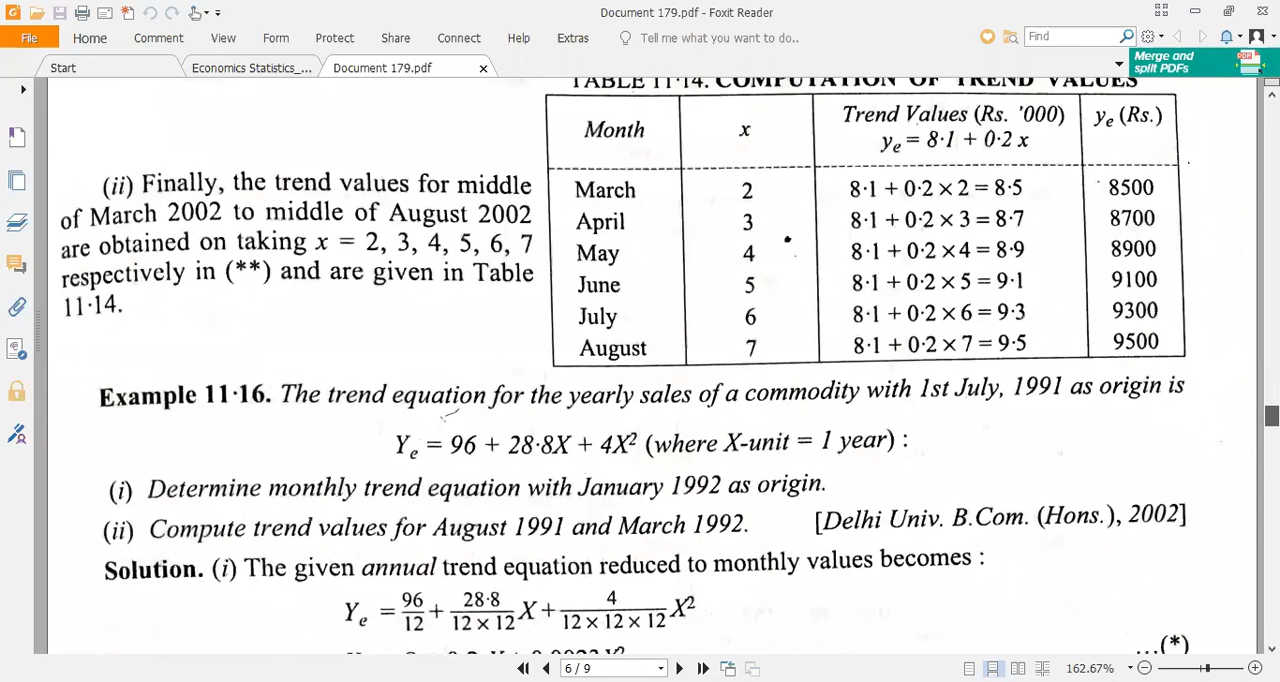 Document 179.pdf - Foxit Reader
File Home Comment View Form Protect Share Connect Help Extras Tell me what you want to do.. Find
Start Economics Statistics_... Document 179.pdf
Merge and
split PDFs
TABLE 11·14. COMPUTATION OF TREND VALUES
Month x Trend Values (Rs. '000) yₑ (Rs.)
yₑ = 8·1 + 0·2 x
March 2 8·1 + 0·2 × 2 = 8·5 8500
April 3 8·1 + 0·2 × 3 = 8·7 8700
May 4 8·1 + 0·2 × 4 = 8·9 8900
June 5 8·1 + 0·2 × 5 = 9·1 9100
July 6 8·1 + 0·2 × 6 = 9·3 9300
August 7 8·1 + 0·2 × 7 = 9·5 9500
(ii) Finally, the trend values for middle
of March 2002 to middle of August 2002
are obtained on taking x = 2, 3, 4, 5, 6, 7
respectively in (**) and are given in Table
11·14.
Example 11·16. The trend equation for the yearly sales of a commodity with 1st July, 1991 as origin is
Yₑ = 96 + 28·8X + 4X² (where X-unit = 1 year) :
(i) Determine monthly trend equation with January 1992 as origin.
(ii) Compute trend values for August 1991 and March 1992. [Delhi Univ. B.Com. (Hons.), 2002]
Solution. (i) The given annual trend equation reduced to monthly values becomes :
Yₑ = 96/12 + 28·8/(12 × 12) X + 4/(12 × 12 × 12) X²
...(*)
6 / 9
162.67%